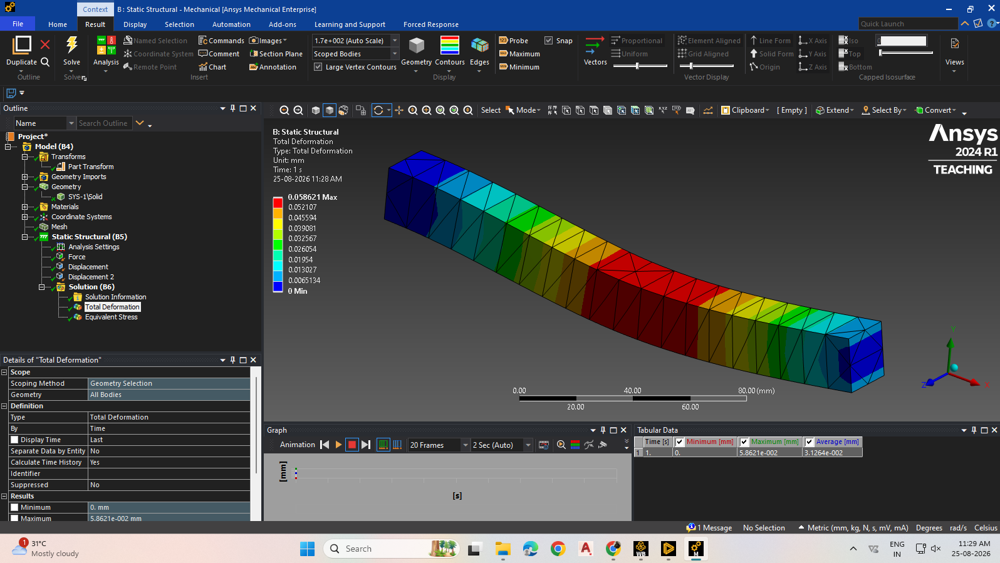 Context B : Static Structural - Mechanical [Ansys Mechanical Enterprise]
File Home Result Display Selection Automation Add-ons Learning and Support Forced Response Quick Launch
Named Selection Commands Images 1.7e+002 (Auto Scale) Probe Snap Proportional Element Aligned Line Form X Axis Iso 0
Duplicate Solve Analysis Coordinate System Comment Section Plane Scoped Bodies Geometry Contours Edges Maximum Vectors Uniform Grid Aligned Solid Form Y Axis Top Views
Remote Point Chart Annotation Large Vertex Contours Minimum Origin Z Axis Bottom
Outline Solver Insert Display Vector Display Capped Isosurface
Outline
Name Search Outline
Project*
Model (B4)
Transforms
Part Transform
Geometry Imports
Geometry
SYS-1\Solid
Materials
Coordinate Systems
Mesh
Static Structural (B5)
Analysis Settings
Force
Displacement
Displacement 2
Solution (B6)
Solution Information
Total Deformation
Equivalent Stress
Details of "Total Deformation"
Scope
Scoping Method Geometry Selection
Geometry All Bodies
Definition
Type Total Deformation
By Time
Display Time Last
Separate Data by Entity No
Calculate Time History Yes
Identifier
Suppressed No
Results
Minimum 0. mm
Maximum 5.8621e-002 mm
Select Mode Clipboard [ Empty ] Extend Select By Convert
B: Static Structural
Total Deformation
Type: Total Deformation
Unit: mm
Time: 1 s
25-08-2026 11:28 AM
0.058621 Max
0.052107
0.045594
0.039081
0.032567
0.026054
0.01954
0.013027
0.0065134
0 Min
Ansys
2024 R1
TEACHING
0.00 40.00 80.00 (mm)
20.00 60.00
Y
Z X
Graph
Animation 20 Frames 2 Sec (Auto)
[mm]
[s]
Tabular Data
Time [s] Minimum [mm] Maximum [mm] Average [mm]
1 1. 0. 5.8621e-002 3.1264e-002
1 Message No Selection Metric (mm, kg, N, s, mV, mA) Degrees rad/s Celsius
1 31°C
Mostly cloudy
Search
WB
M
ENG
IN
11:29 AM
25-08-2026